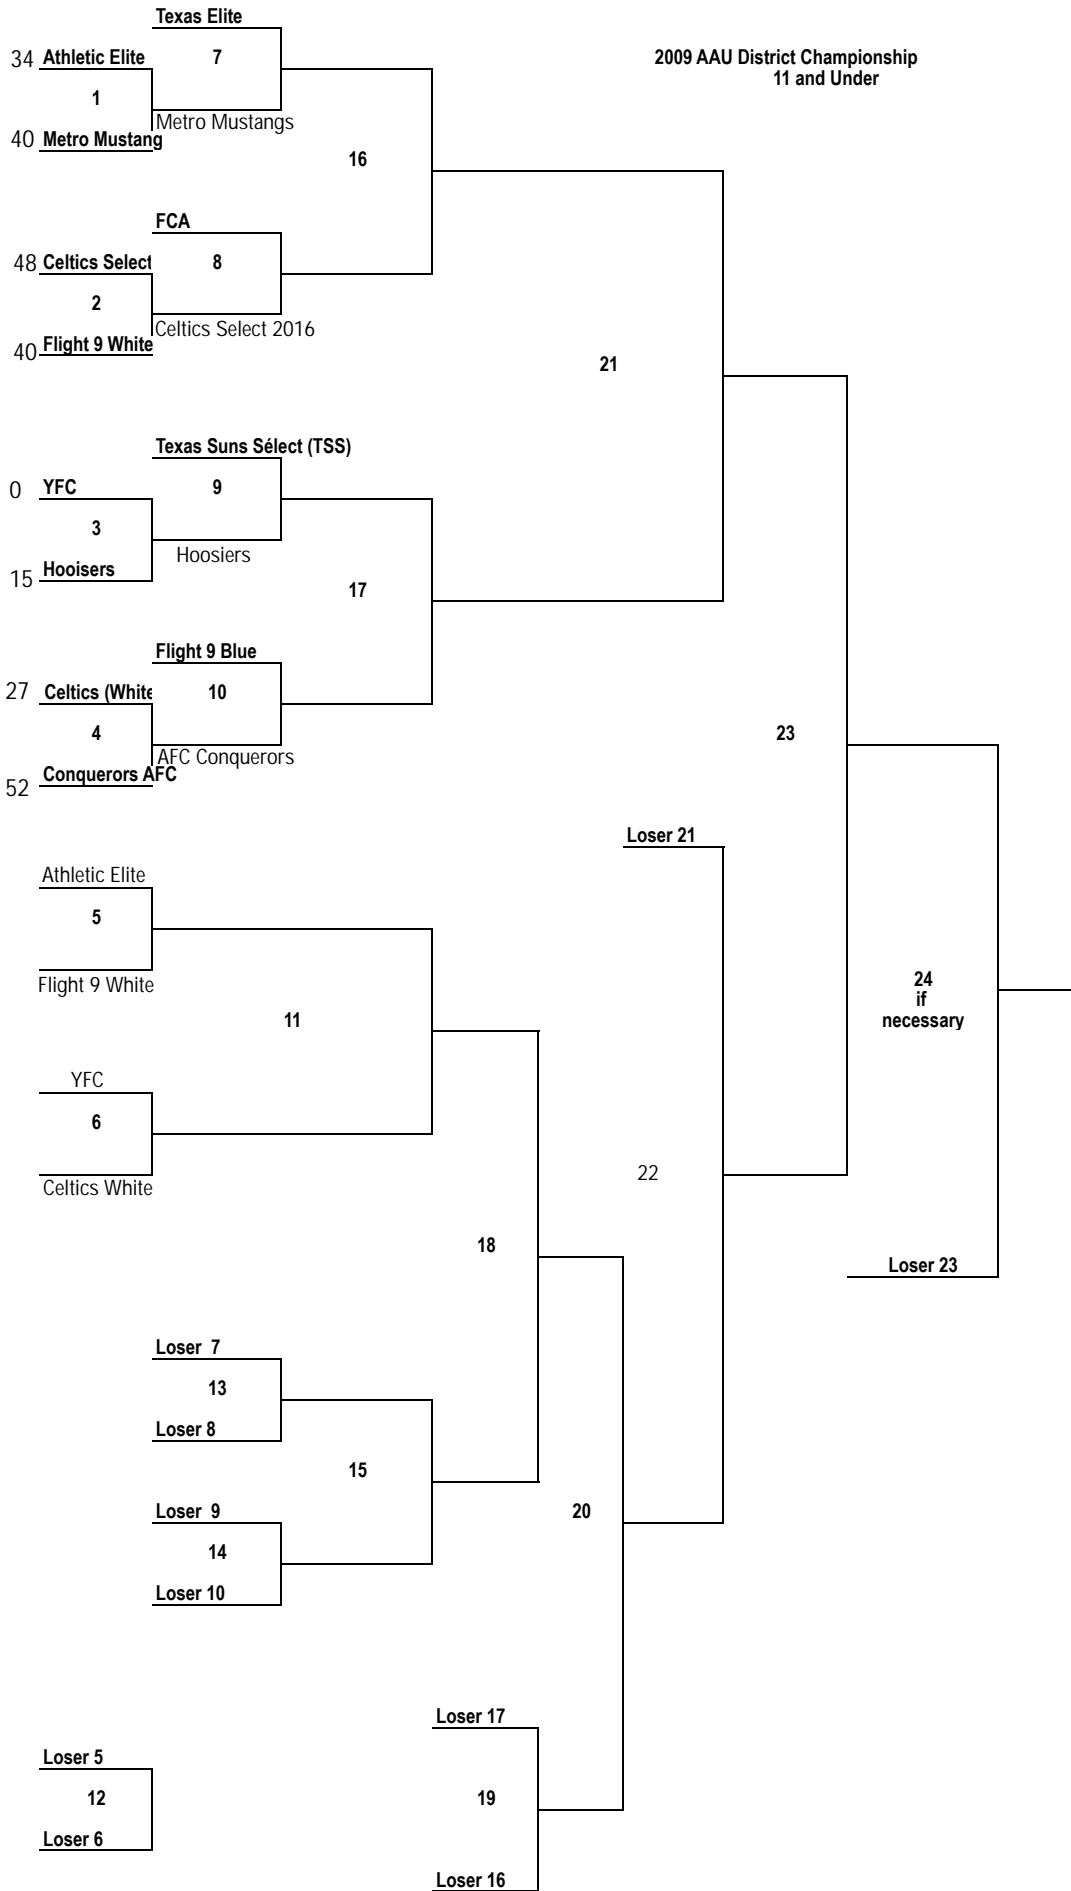 Texas Elite
34 Athletic Elite
7
2009 AAU District Championship
11 and Under
1
Metro Mustangs
40 Metro Mustang
16
FCA
48 Celtics Select
8
2
Celtics Select 2016
40 Flight 9 White
21
Texas Suns Sélect (TSS)
0 YFC
9
3
Hoosiers
15 Hooisers
17
Flight 9 Blue
27 Celtics (White
10
4
23
AFC Conquerors
52 Conquerors AFC
Loser 21
Athletic Elite
5
Flight 9 White
24
if
necessary
11
YFC
6
22
Celtics White
18
Loser 23
Loser 7
13
Loser 8
15
Loser 9
20
14
Loser 10
Loser 17
Loser 5
12
19
Loser 6
Loser 16